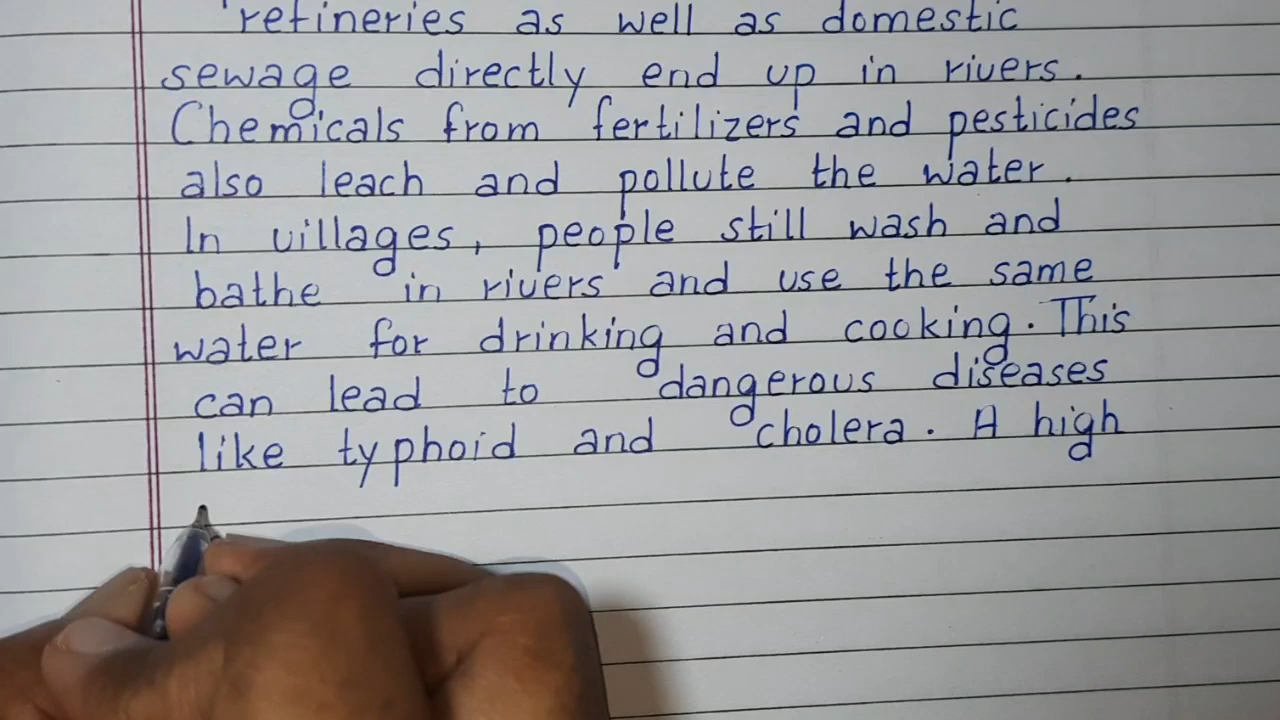 refineries as well as domestic
sewage directly end up in rivers.
Chemicals from fertilizers and pesticides
also leach and pollute the water.
In villages, people still wash and
bathe in rivers and use the same
water for drinking and cooking. This
can lead to dangerous diseases
like typhoid and cholera. A high